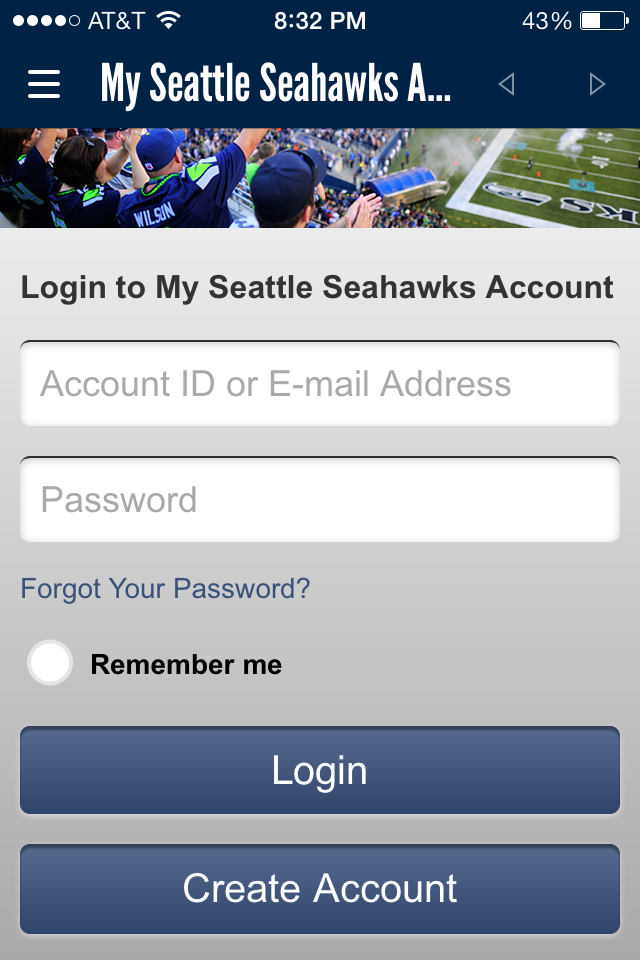 AT&T 8:32 PM 43%
My Seattle Seahawks A...
WILSON
Login to My Seattle Seahawks Account
Account ID or E-mail Address
Password
Forgot Your Password?
Remember me
Login
Create Account